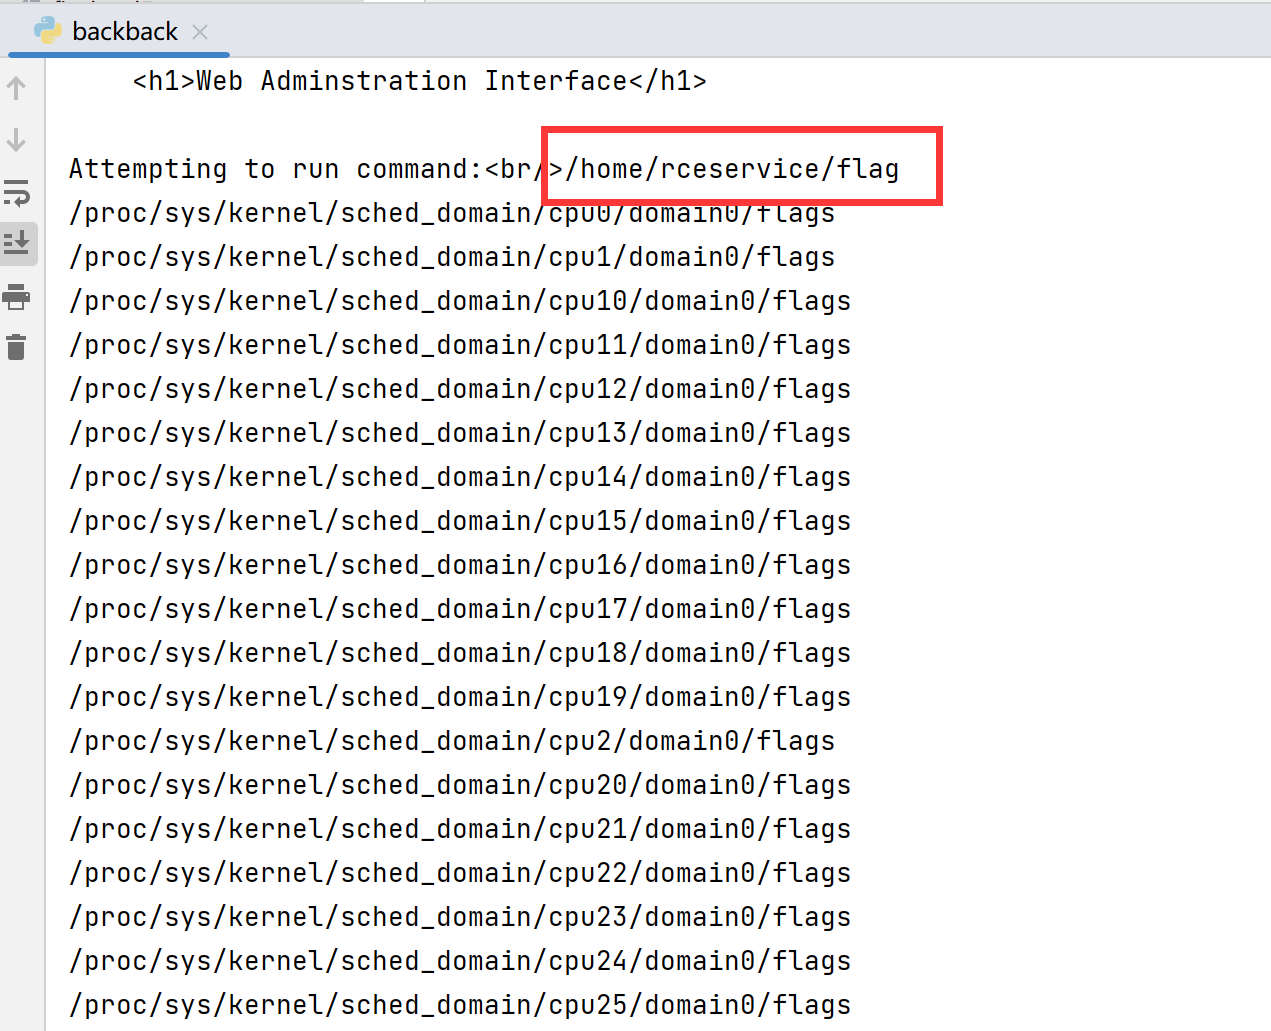 backback
<h1>Web Adminstration Interface</h1>
Attempting to run command:<br/>/home/rceservice/flag
/proc/sys/kernel/sched_domain/cpu0/domain0/flags
/proc/sys/kernel/sched_domain/cpu1/domain0/flags
/proc/sys/kernel/sched_domain/cpu10/domain0/flags
/proc/sys/kernel/sched_domain/cpu11/domain0/flags
/proc/sys/kernel/sched_domain/cpu12/domain0/flags
/proc/sys/kernel/sched_domain/cpu13/domain0/flags
/proc/sys/kernel/sched_domain/cpu14/domain0/flags
/proc/sys/kernel/sched_domain/cpu15/domain0/flags
/proc/sys/kernel/sched_domain/cpu16/domain0/flags
/proc/sys/kernel/sched_domain/cpu17/domain0/flags
/proc/sys/kernel/sched_domain/cpu18/domain0/flags
/proc/sys/kernel/sched_domain/cpu19/domain0/flags
/proc/sys/kernel/sched_domain/cpu2/domain0/flags
/proc/sys/kernel/sched_domain/cpu20/domain0/flags
/proc/sys/kernel/sched_domain/cpu21/domain0/flags
/proc/sys/kernel/sched_domain/cpu22/domain0/flags
/proc/sys/kernel/sched_domain/cpu23/domain0/flags
/proc/sys/kernel/sched_domain/cpu24/domain0/flags
/proc/sys/kernel/sched_domain/cpu25/domain0/flags